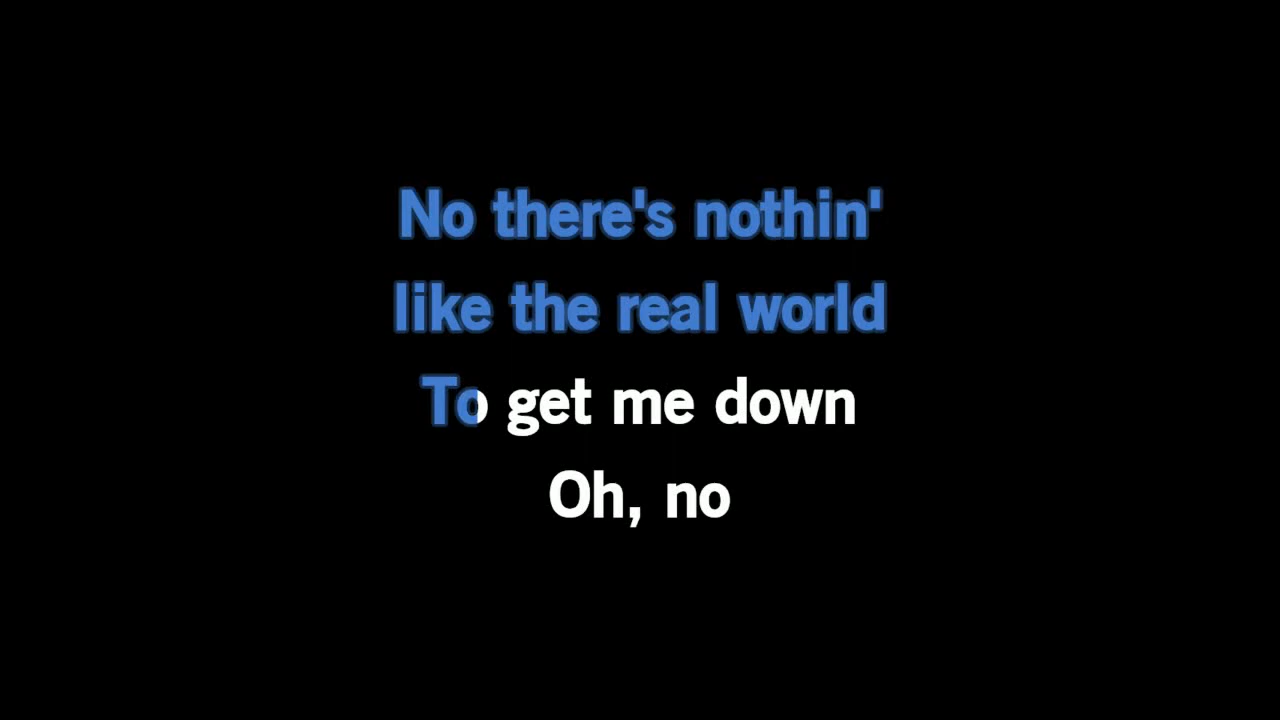 No there's nothin'
like the real world
To get me down
Oh, no